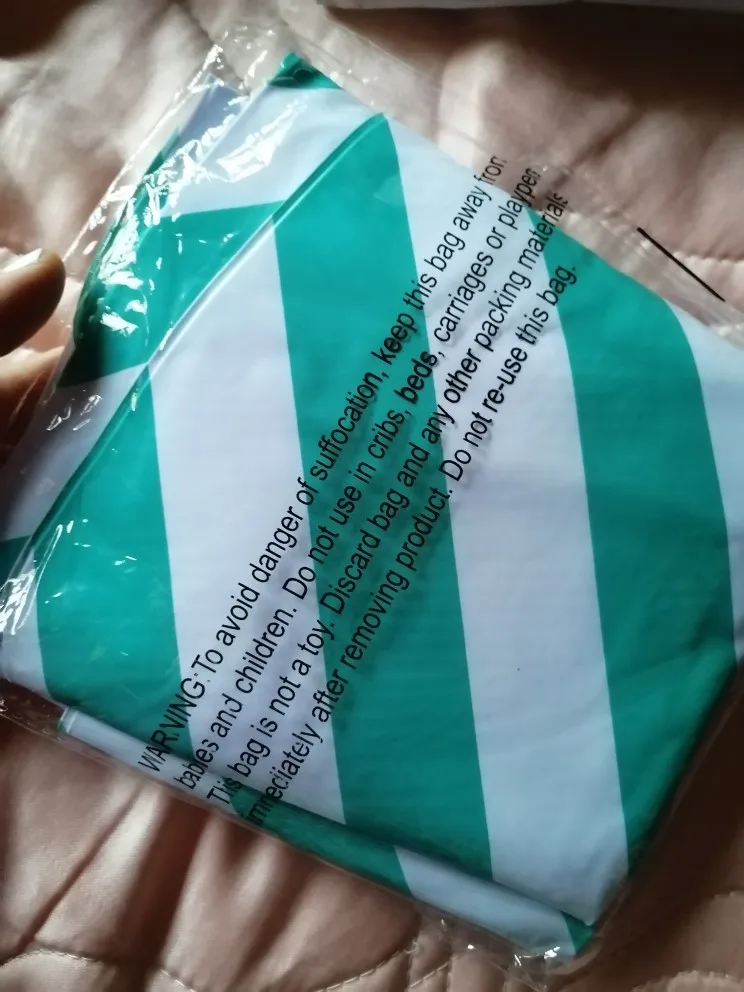 WARNING: To avoid danger of suffocation, keep this bag away from
babies and children. Do not use in cribs, beds, carriages or playpens
This bag is not a toy. Discard bag and any other packing materials
immediately after removing product. Do not re-use this bag.